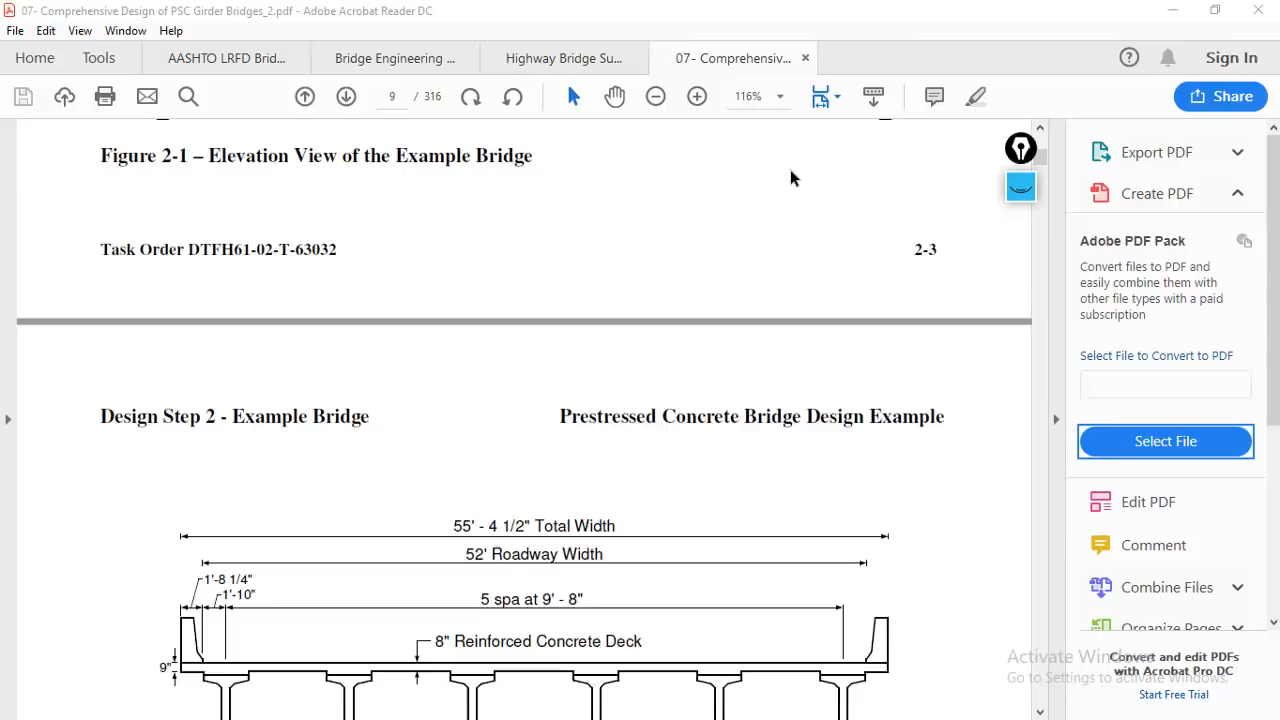 07- Comprehensive Design of PSC Girder Bridges_2.pdf - Adobe Acrobat Reader DC
File Edit View Window Help
Home Tools AASHTO LRFD Brid... Bridge Engineering ... Highway Bridge Su... 07- Comprehensiv... ×
Sign In
9 / 316 116% Share
Figure 2-1 – Elevation View of the Example Bridge
Task Order DTFH61-02-T-63032 2-3
Design Step 2 - Example Bridge Prestressed Concrete Bridge Design Example
55' - 4 1/2" Total Width
52' Roadway Width
1'-8 1/4"
1'-10"
5 spa at 9' - 8"
8" Reinforced Concrete Deck
9"
Export PDF
Create PDF
Adobe PDF Pack
Convert files to PDF and
easily combine them with
other file types with a paid
subscription
Select File to Convert to PDF
Select File
Edit PDF
Comment
Combine Files
Organize Pages
Activate Windows
Go to Settings to activate Windows.
Convert and edit PDFs
with Acrobat Pro DC
Start Free Trial